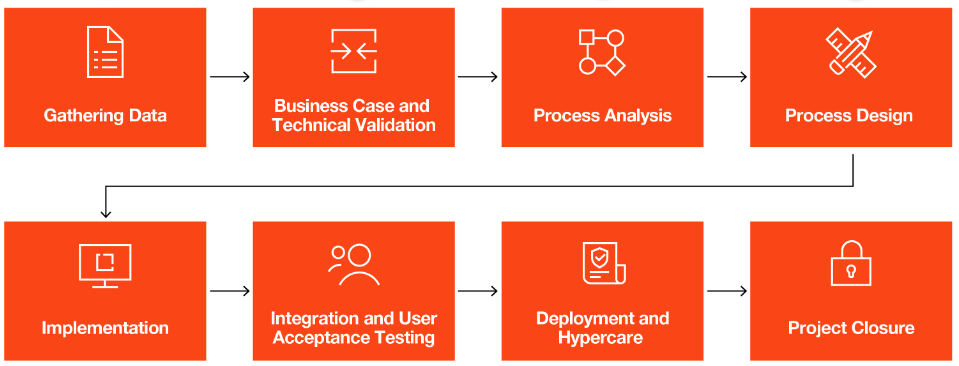 Gathering Data
Business Case and
Technical Validation
Process Analysis
Process Design
Implementation
Integration and User
Acceptance Testing
Deployment and
Hypercare
Project Closure